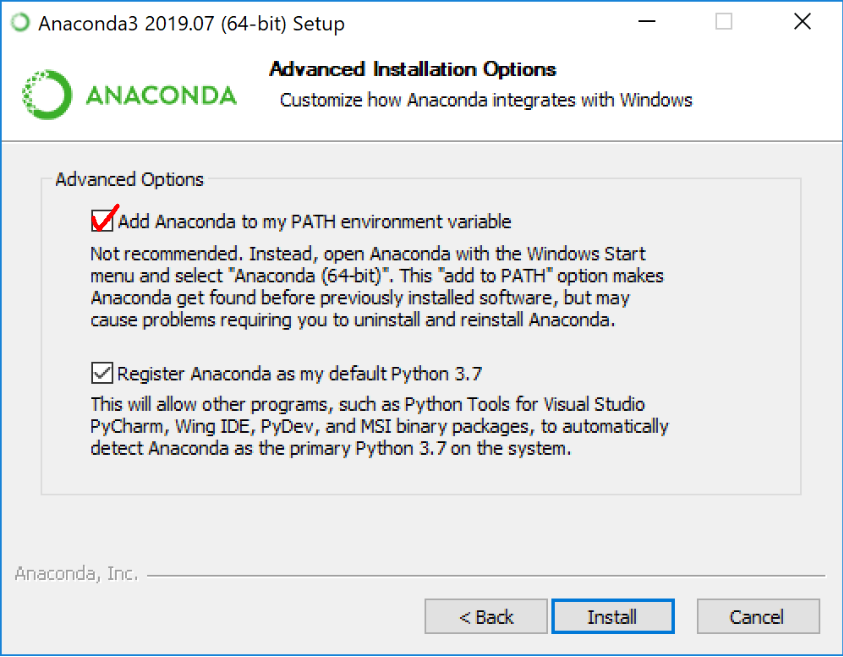 Anaconda3 2019.07 (64-bit) Setup
ANACONDA
Advanced Installation Options
Customize how Anaconda integrates with Windows
Advanced Options
Add Anaconda to my PATH environment variable
Not recommended. Instead, open Anaconda with the Windows Start
menu and select "Anaconda (64-bit)". This "add to PATH" option makes
Anaconda get found before previously installed software, but may
cause problems requiring you to uninstall and reinstall Anaconda.
Register Anaconda as my default Python 3.7
This will allow other programs, such as Python Tools for Visual Studio
PyCharm, Wing IDE, PyDev, and MSI binary packages, to automatically
detect Anaconda as the primary Python 3.7 on the system.
Anaconda, Inc.
< Back
Install
Cancel